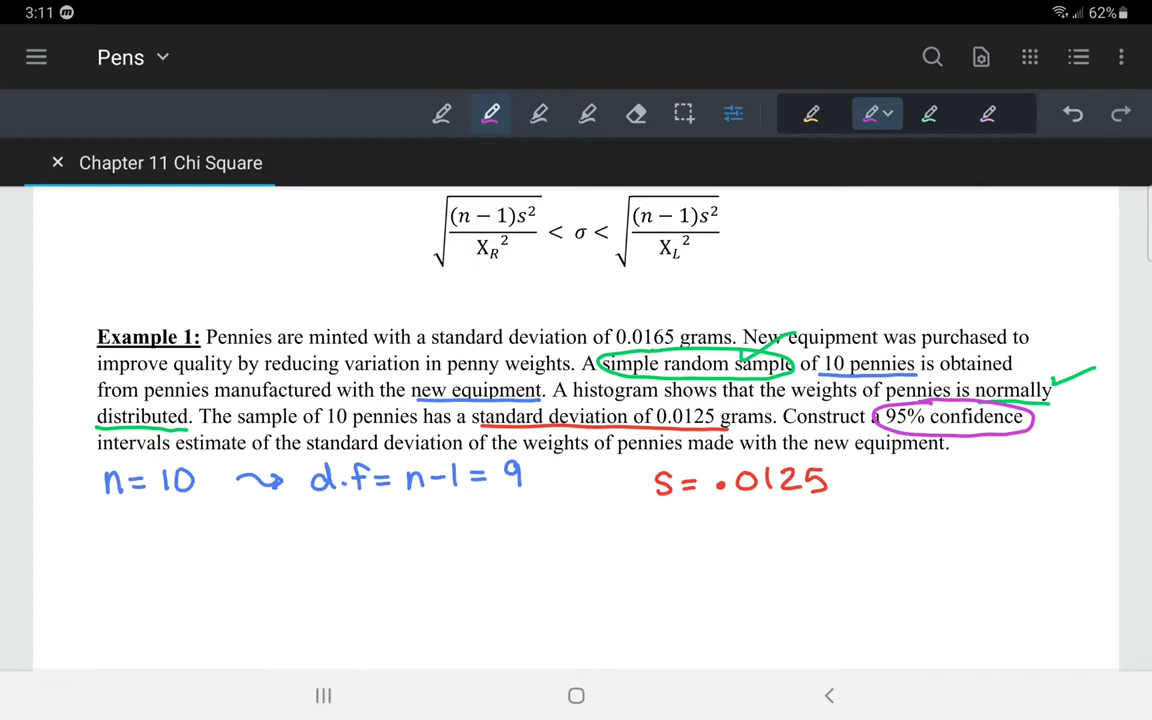 3:11 62%
Pens
Chapter 11 Chi Square
√((n − 1)s² / X_R²) < σ < √((n − 1)s² / X_L²)
Example 1: Pennies are minted with a standard deviation of 0.0165 grams. New equipment was purchased to
improve quality by reducing variation in penny weights. A simple random sample of 10 pennies is obtained
from pennies manufactured with the new equipment. A histogram shows that the weights of pennies is normally
distributed. The sample of 10 pennies has a standard deviation of 0.0125 grams. Construct a 95% confidence
intervals estimate of the standard deviation of the weights of pennies made with the new equipment.
n = 10 ⇝ d.f = n-1 = 9 s = .0125